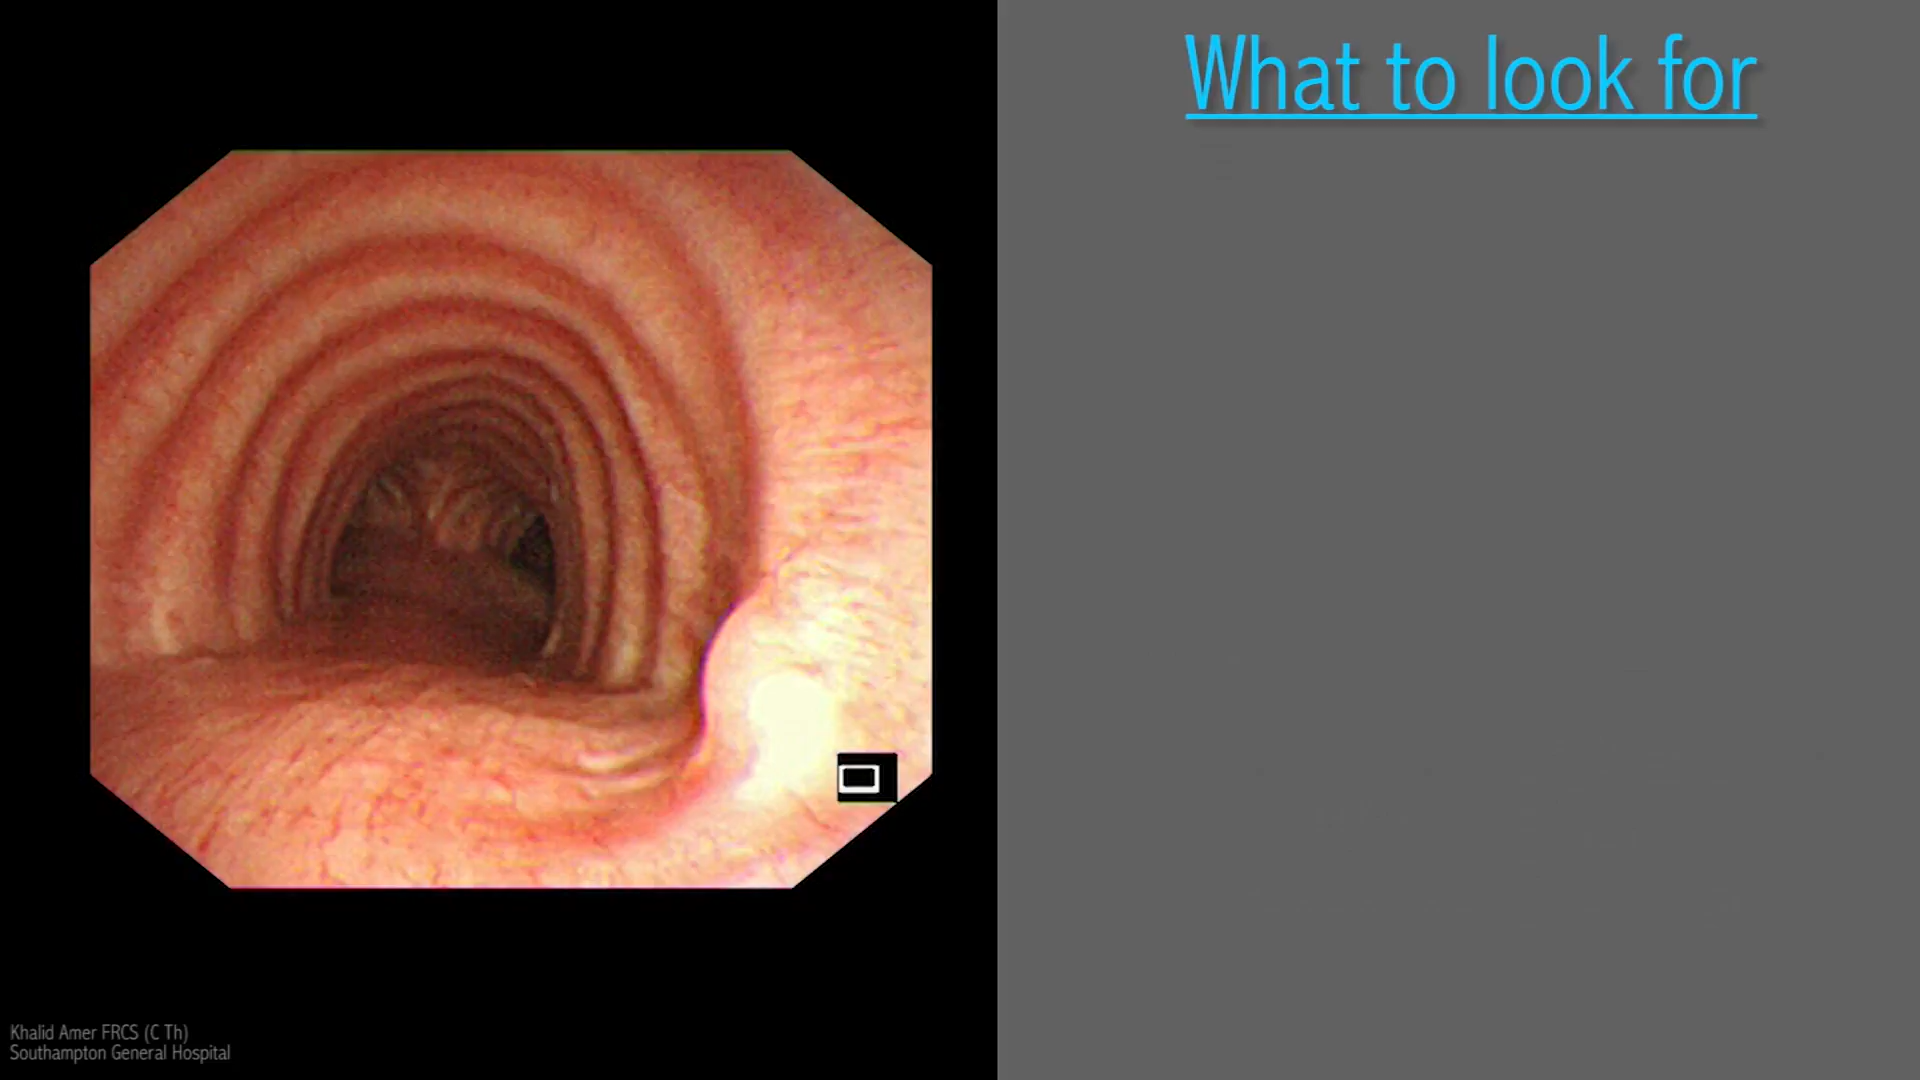 What to look for
Khalid Amer FRCS (C Th)
Southampton General Hospital